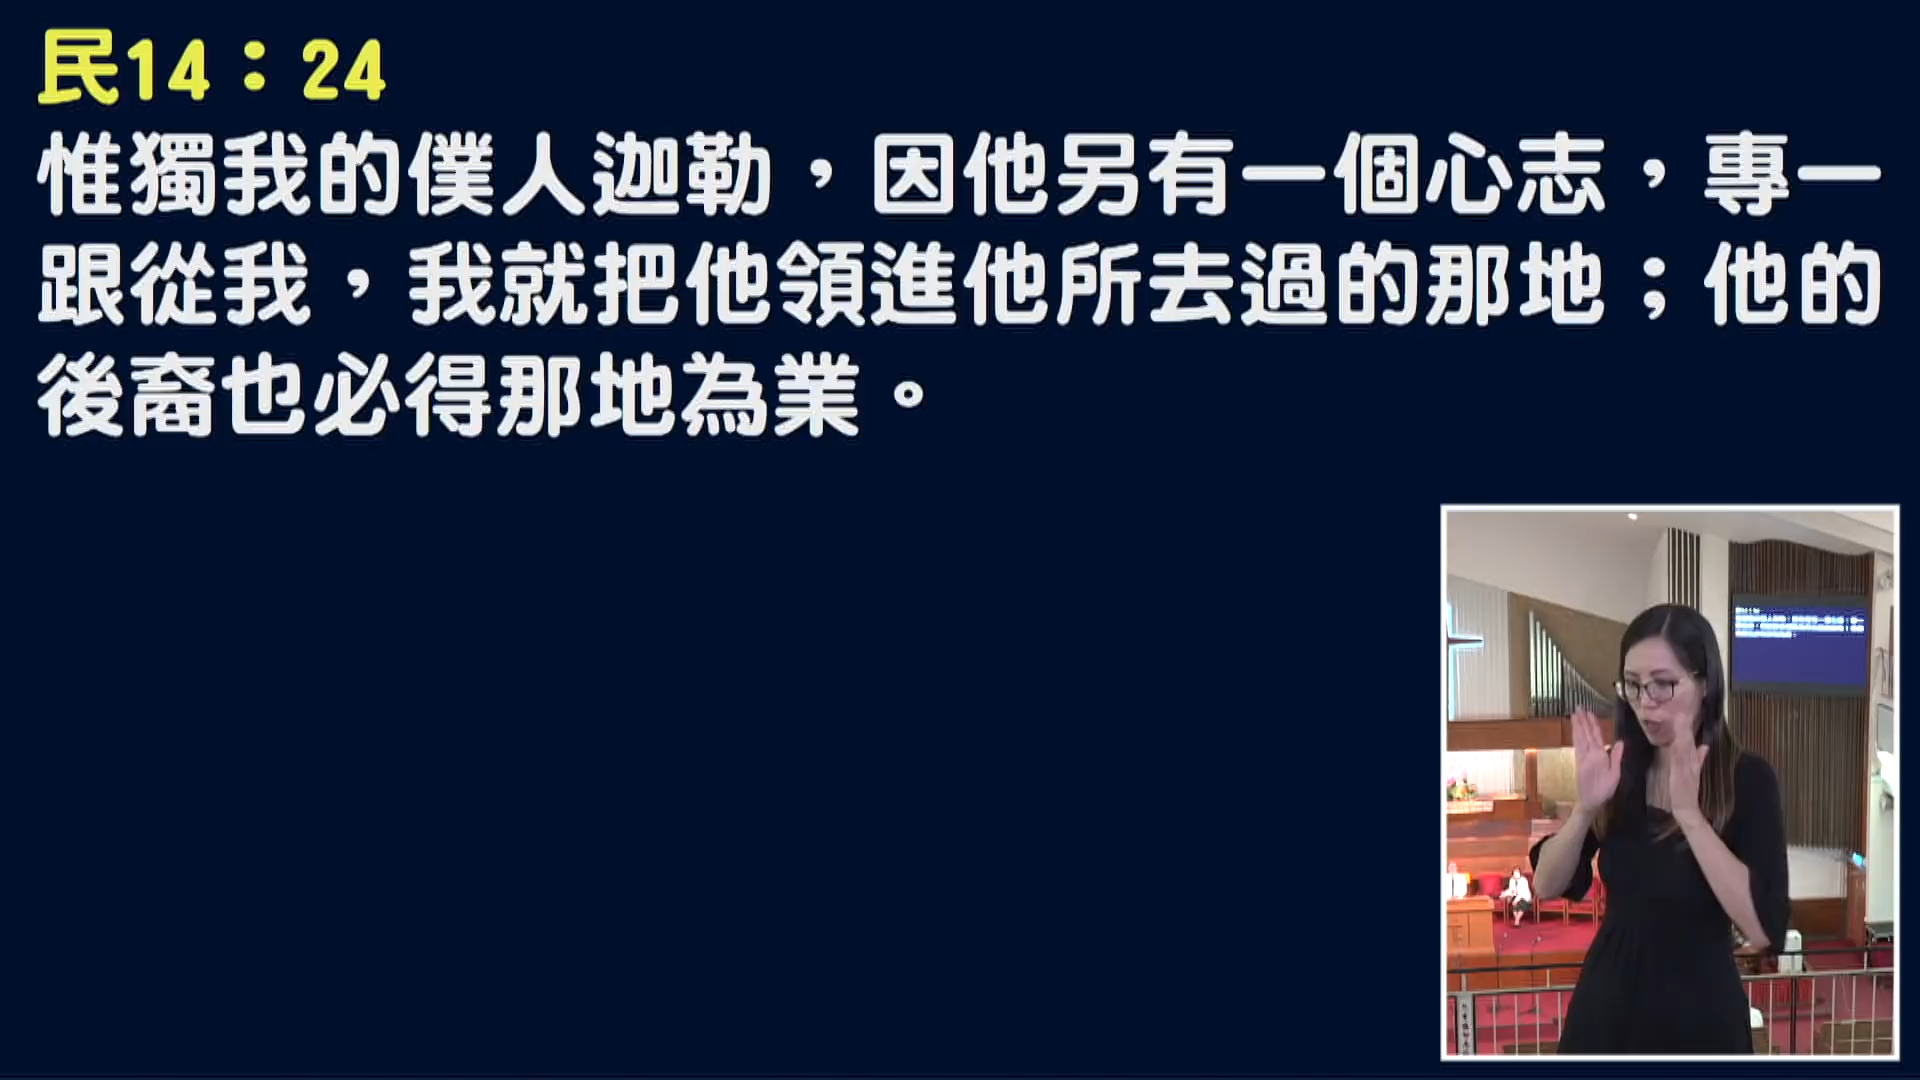 民14：24
惟獨我的僕人迦勒，因他另有一個心志，專一
跟從我，我就把他領進他所去過的那地；他的
後裔也必得那地為業。